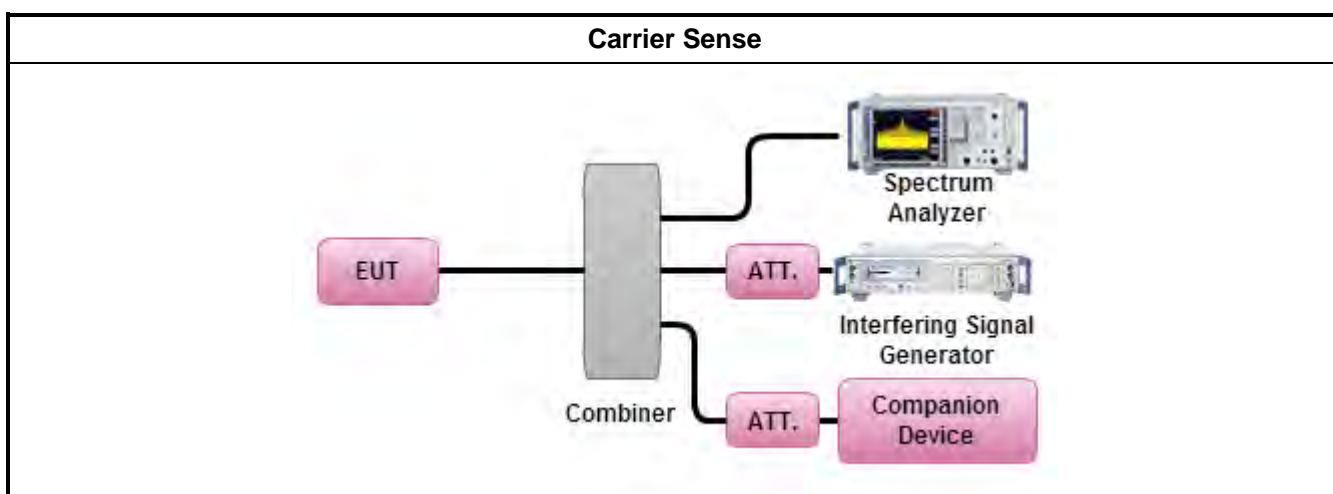 Carrier Sense
Spectrum
Analyzer
EUT
ATT.
Interfering Signal
Generator
Combiner
ATT.
Companion
Device